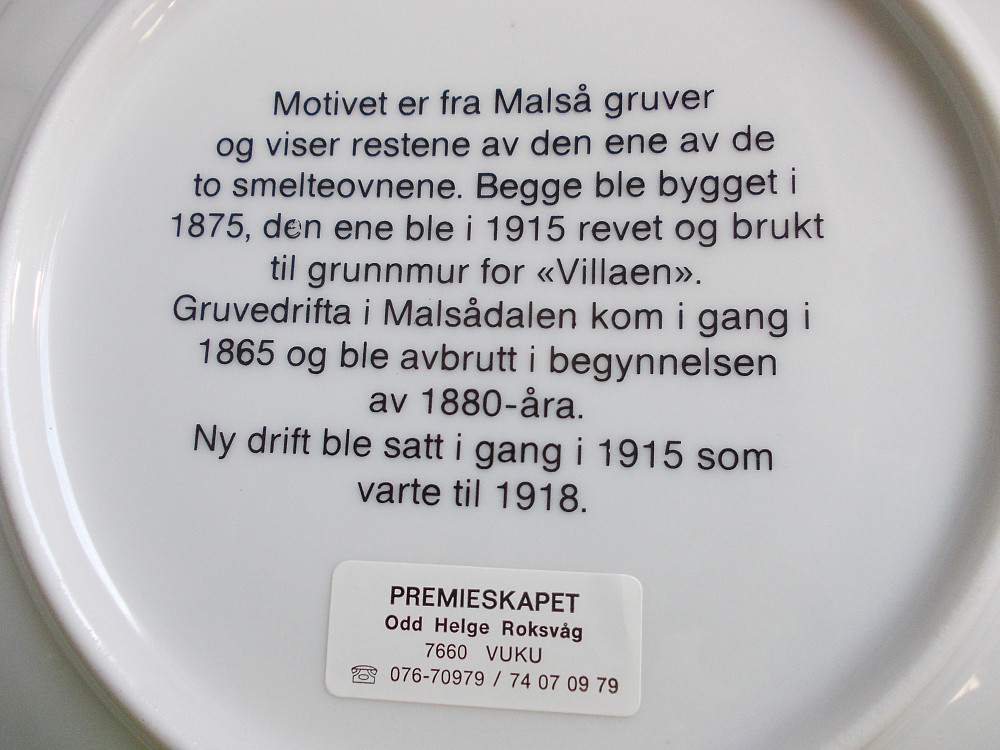 Motivet er fra Malså gruver
og viser restene av den ene av de
to smelteovnene. Begge ble bygget i
1875, den ene ble i 1915 revet og brukt
til grunnmur for «Villaen».
Gruvedrifta i Malsådalen kom i gang i
1865 og ble avbrutt i begynnelsen
av 1880-åra.
Ny drift ble satt i gang i 1915 som
varte til 1918.
PREMIESKAPET
Odd Helge Roksvåg
7660 VUKU
☏ 076-70979 / 74 07 09 79